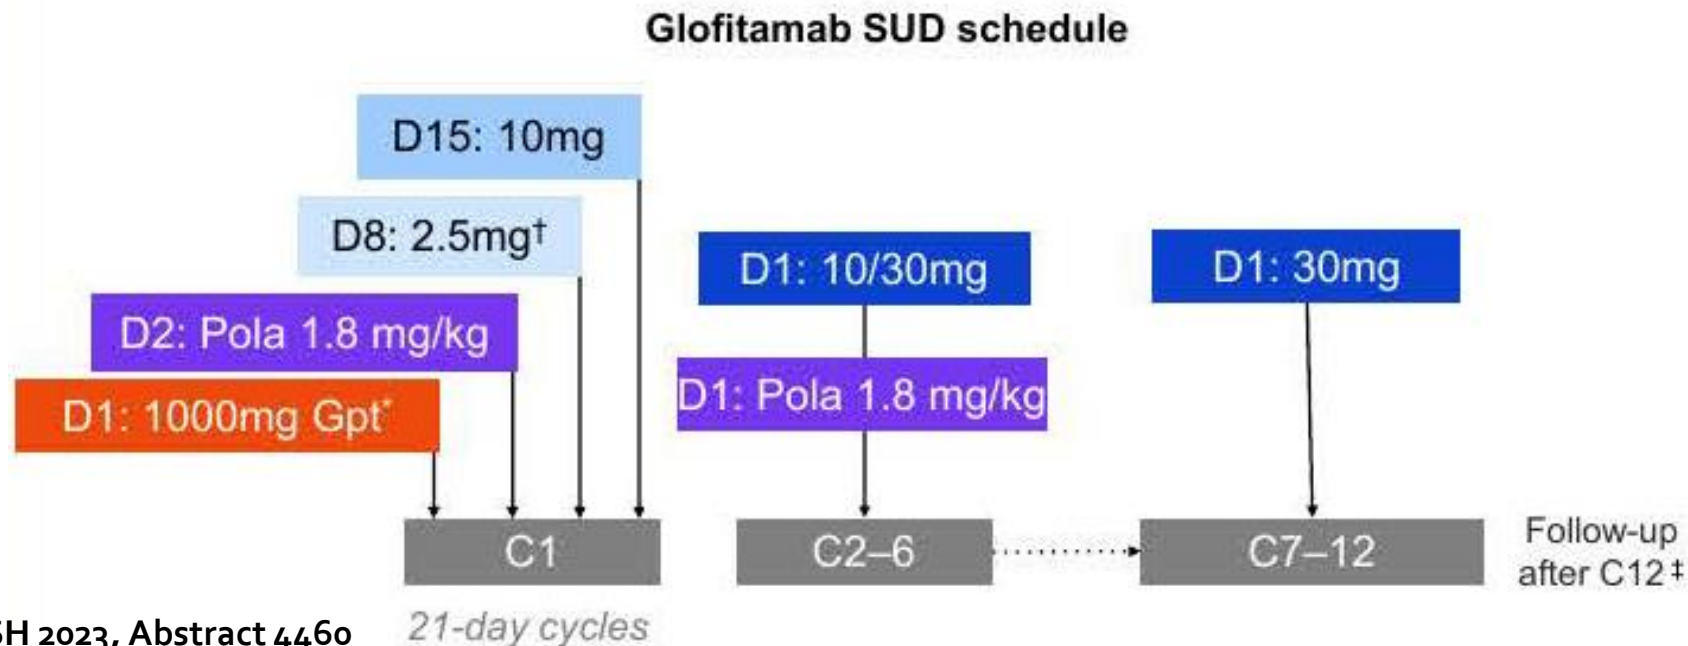 Glofitamab SUD schedule
D15: 10mg
D8: 2.5mg†
D2: Pola 1.8 mg/kg
D1: 1000mg Gpt*
D1: 10/30mg
D1: Pola 1.8 mg/kg
D1: 30mg
C1
C2–6
C7–12
Follow-up
after C12‡
21-day cycles
SH 2023, Abstract 4460